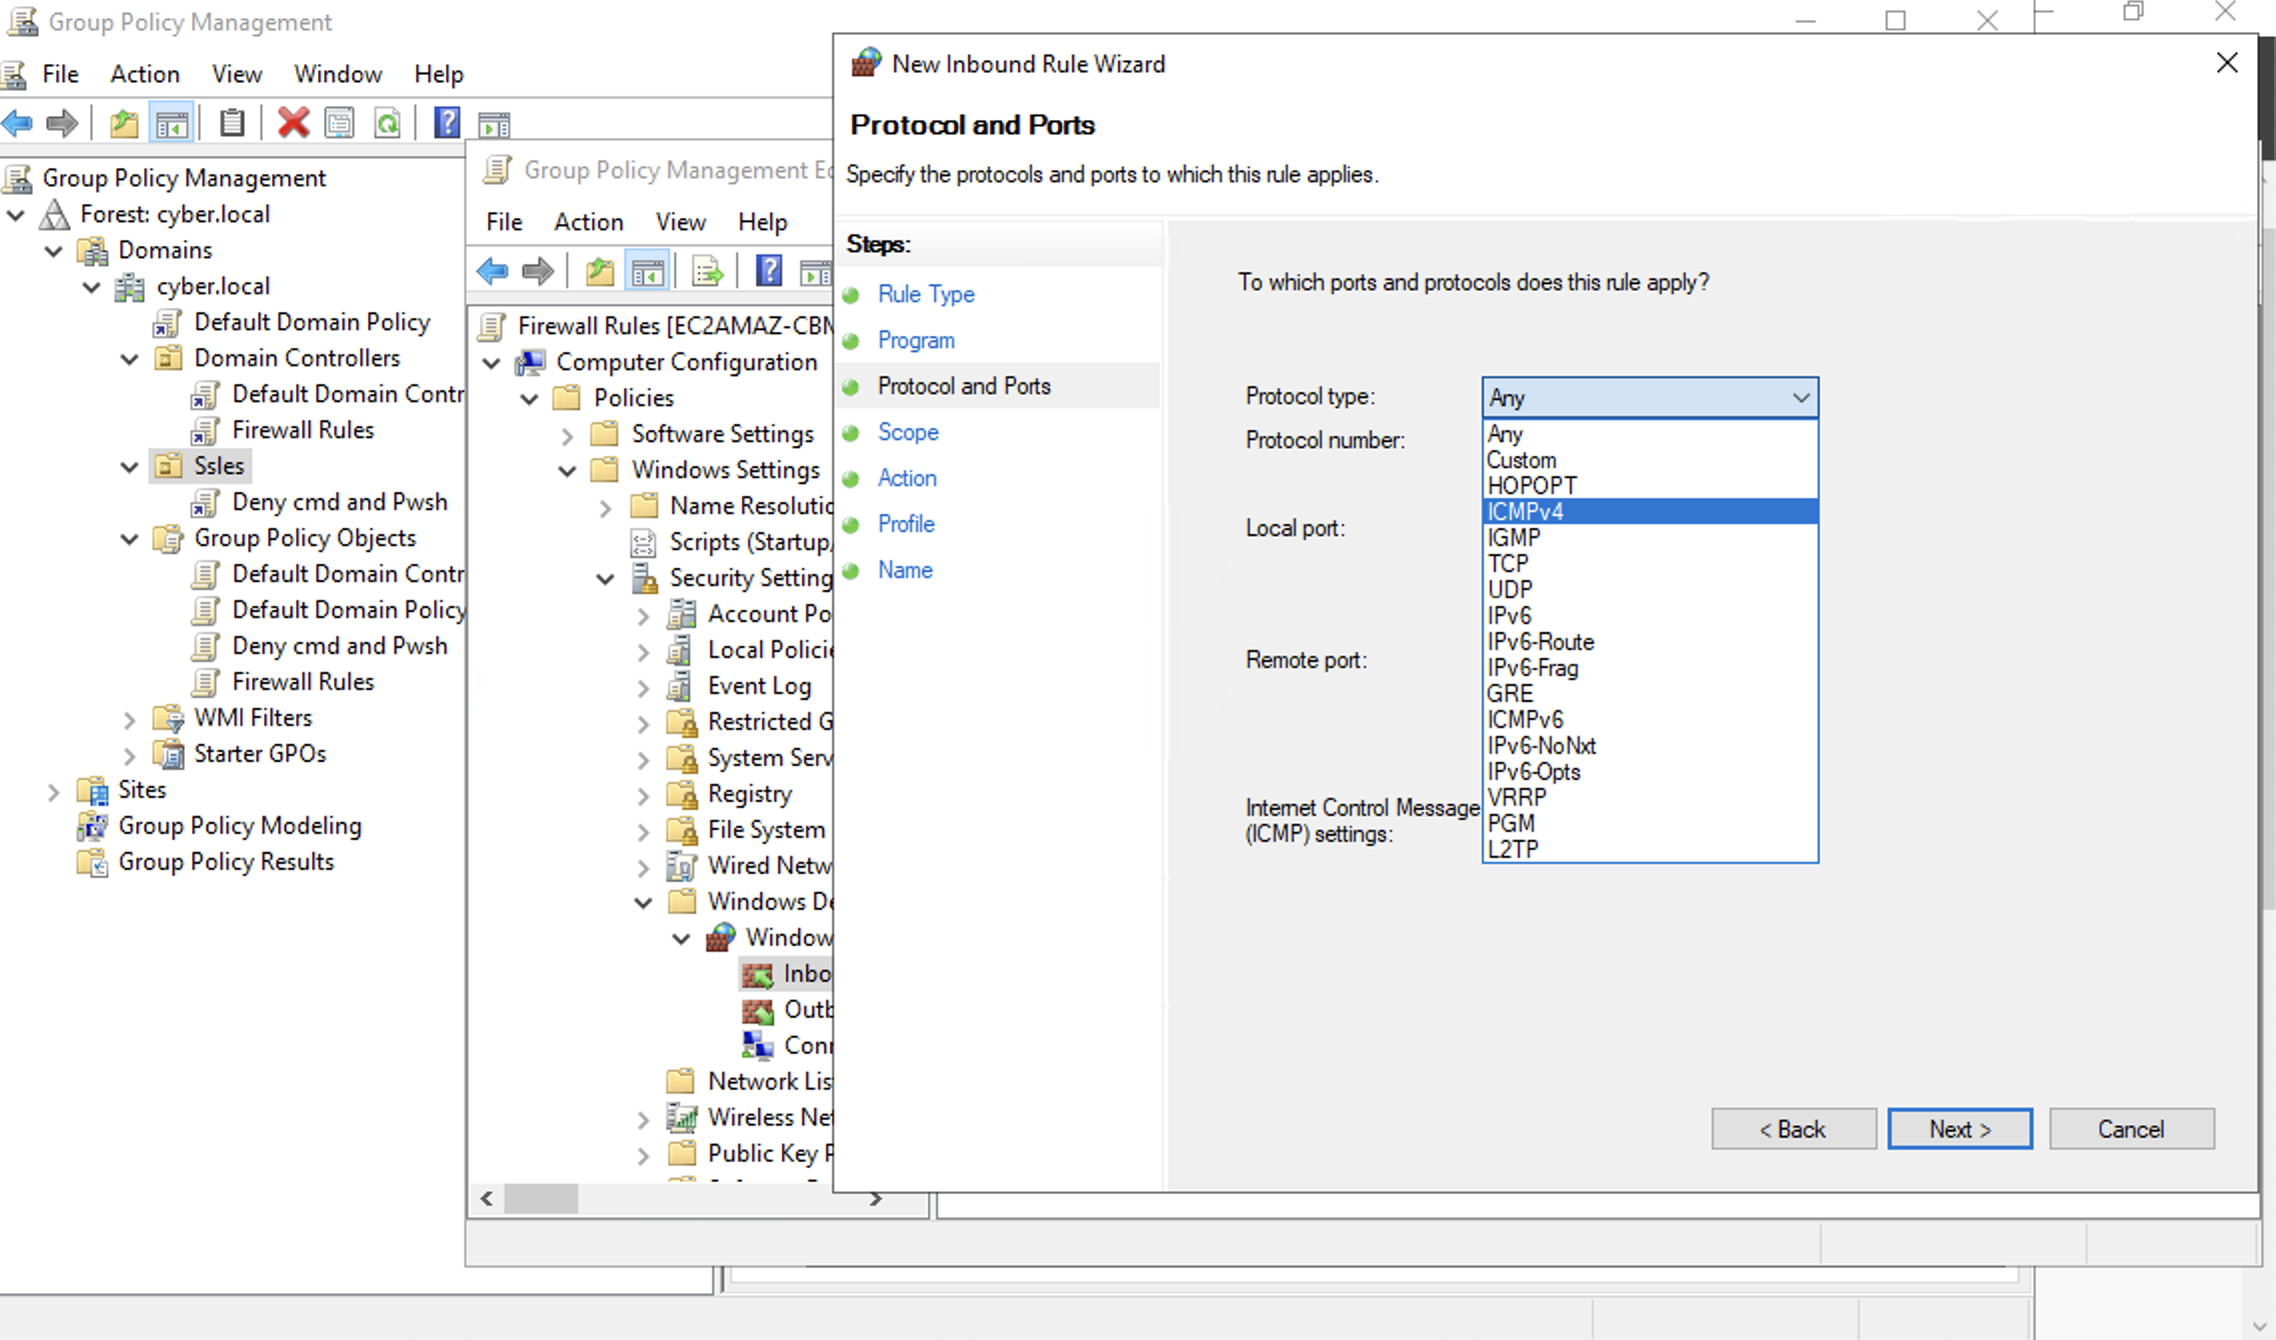 Group Policy Management
File Action View Window Help
Group Policy Management
Forest: cyber.local
Domains
cyber.local
Default Domain Policy
Domain Controllers
Default Domain Contr
Firewall Rules
Ssles
Deny cmd and Pwsh
Group Policy Objects
Default Domain Contr
Default Domain Policy
Deny cmd and Pwsh
Firewall Rules
WMI Filters
Starter GPOs
Sites
Group Policy Modeling
Group Policy Results
Group Policy Management Ec
File Action View Help
Firewall Rules [EC2AMAZ-CBN
Computer Configuration
Policies
Software Settings
Windows Settings
Name Resolutic
Scripts (Startup/
Security Setting
Account Po
Local Policie
Event Log
Restricted G
System Serv
Registry
File System
Wired Netw
Windows De
Window
Inbo
Outb
Conr
Network Lis
Wireless Net
Public Key P
New Inbound Rule Wizard
Protocol and Ports
Specify the protocols and ports to which this rule applies.
Steps:
Rule Type
Program
Protocol and Ports
Scope
Action
Profile
Name
To which ports and protocols does this rule apply?
Protocol type: Any
Protocol number:
Local port:
Remote port:
Internet Control Message
(ICMP) settings:
Any
Custom
HOPOPT
ICMPv4
IGMP
TCP
UDP
IPv6
IPv6-Route
IPv6-Frag
GRE
ICMPv6
IPv6-NoNxt
IPv6-Opts
VRRP
PGM
L2TP
< Back Next > Cancel